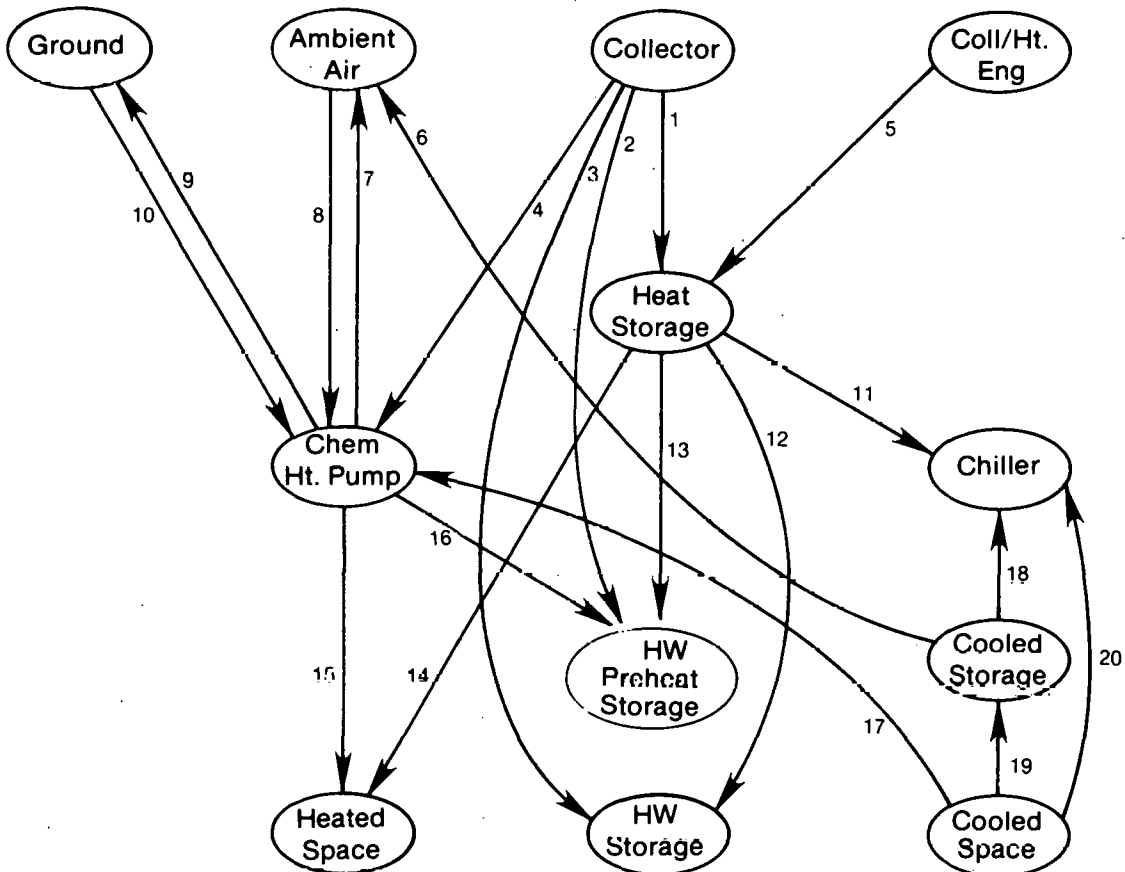 Ground
Ambient
Air
Collector
Coll/Ht.
Eng
1
2
3
4
5
6
7
8
9
10
Heat
Storage
11
12
13
Chem
Ht. Pump
Chiller
16
18
HW
Preheat
Storage
Cooled
Storage
20
15
14
17
19
Heated
Space
HW
Storage
Cooled
Space